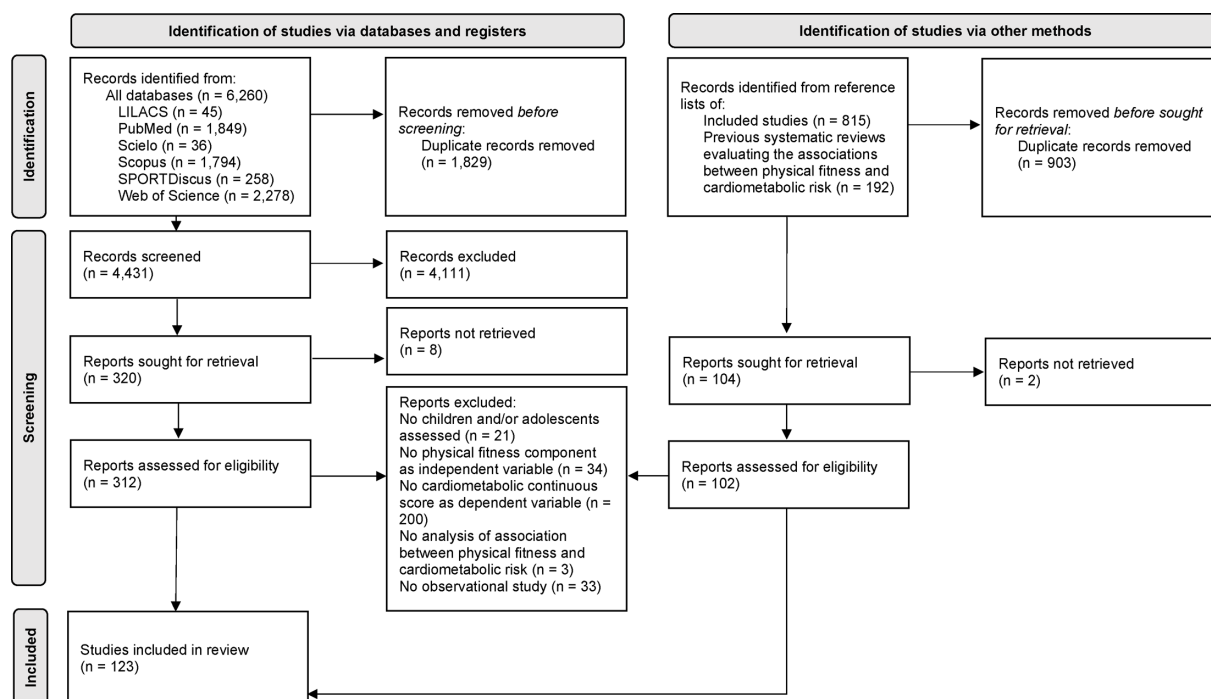 Identification of studies via databases and registers
Identification of studies via other methods
Identification
Records identified from:
All databases (n = 6,260)
LILACS (n = 45)
PubMed (n = 1,849)
Scielo (n = 36)
Scopus (n = 1,794)
SPORTDiscus (n = 258)
Web of Science (n = 2,278)
Records removed before
screening:
Duplicate records removed
(n = 1,829)
Records identified from reference
lists of:
Included studies (n = 815)
Previous systematic reviews
evaluating the associations
between physical fitness and
cardiometabolic risk (n = 192)
Records removed before sought
for retrieval:
Duplicate records removed
(n = 903)
Screening
Records screened
(n = 4,431)
Records excluded
(n = 4,111)
Reports sought for retrieval
(n = 320)
Reports not retrieved
(n = 8)
Reports sought for retrieval
(n = 104)
Reports not retrieved
(n = 2)
Reports assessed for eligibility
(n = 312)
Reports excluded:
No children and/or adolescents
assessed (n = 21)
No physical fitness component
as independent variable (n = 34)
No cardiometabolic continuous
score as dependent variable (n =
200)
No analysis of association
between physical fitness and
cardiometabolic risk (n = 3)
No observational study (n = 33)
Reports assessed for eligibility
(n = 102)
Included
Studies included in review
(n = 123)